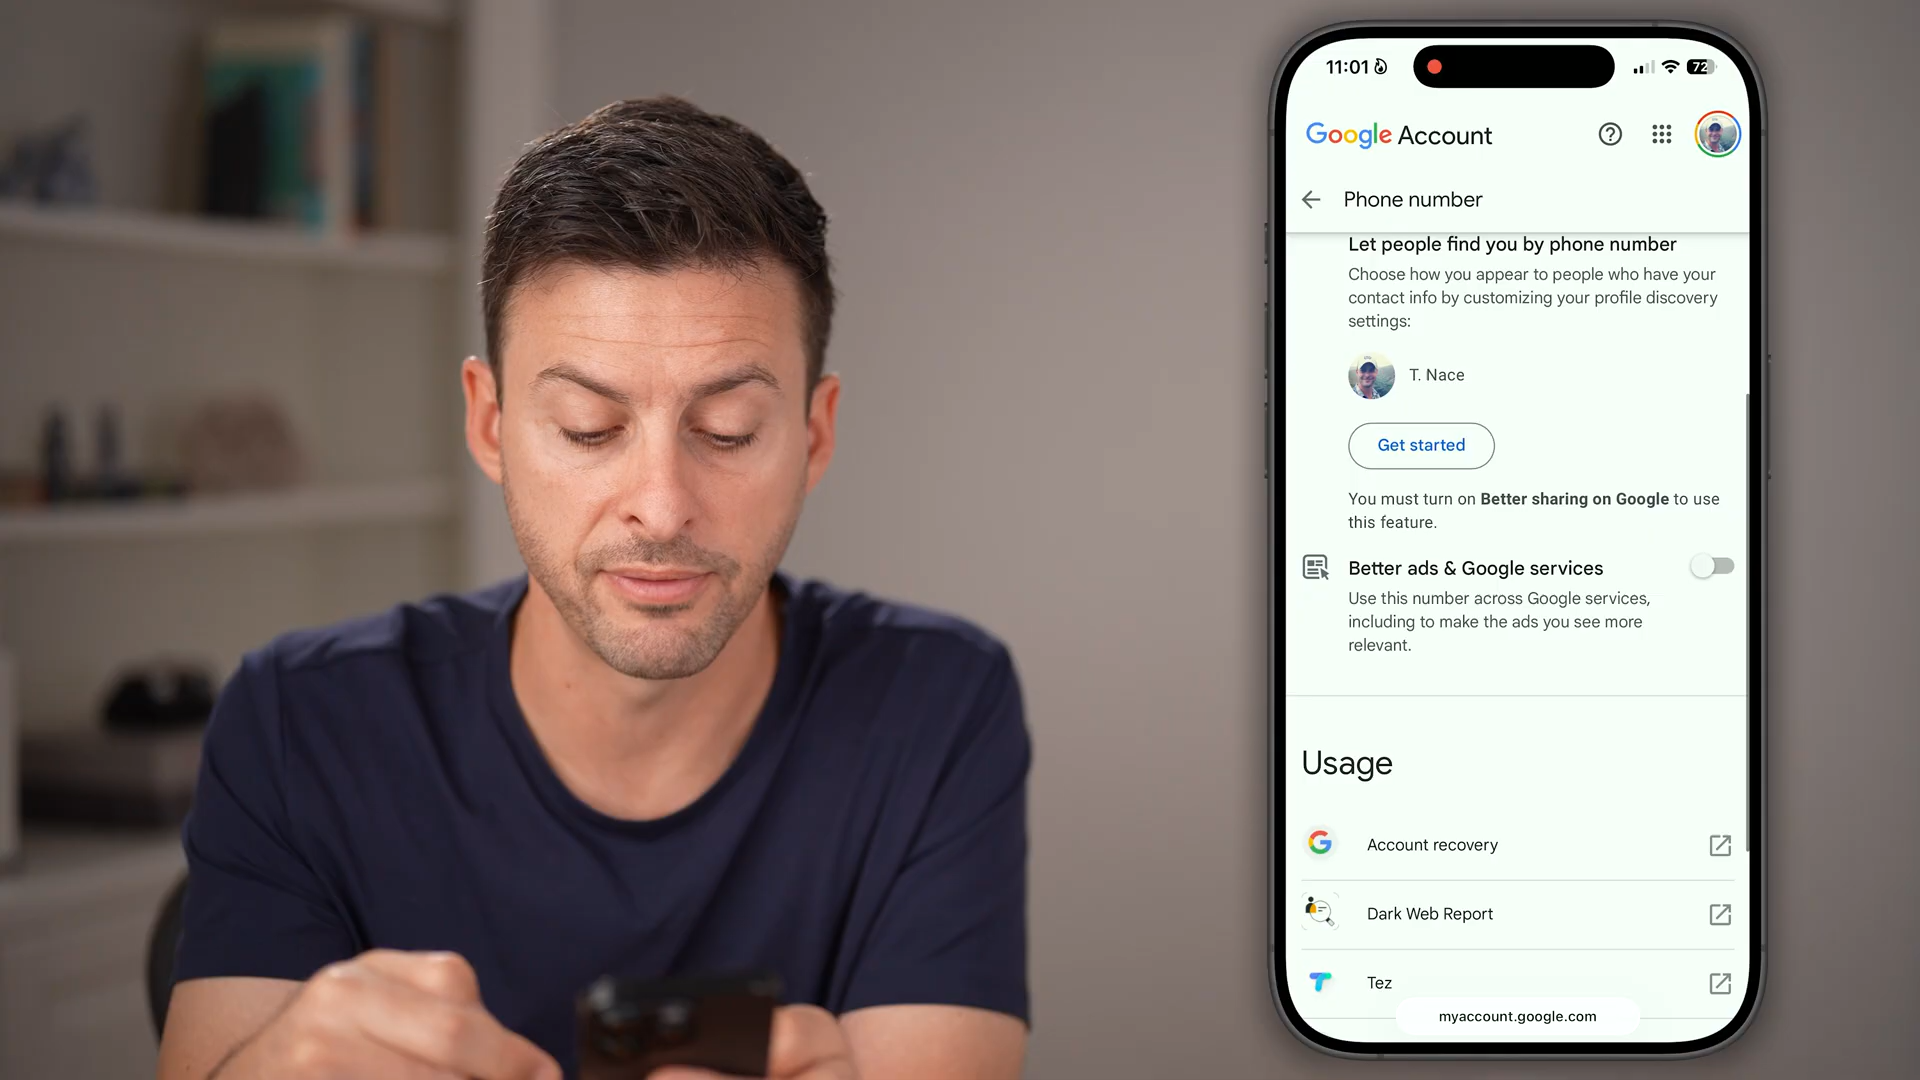 11:01
72
Google Account
Phone number
Let people find you by phone number
Choose how you appear to people who have your
contact info by customizing your profile discovery
settings:
T. Nace
Get started
You must turn on Better sharing on Google to use
this feature.
Better ads & Google services
Use this number across Google services,
including to make the ads you see more
relevant.
Usage
Account recovery
Dark Web Report
Tez
myaccount.google.com